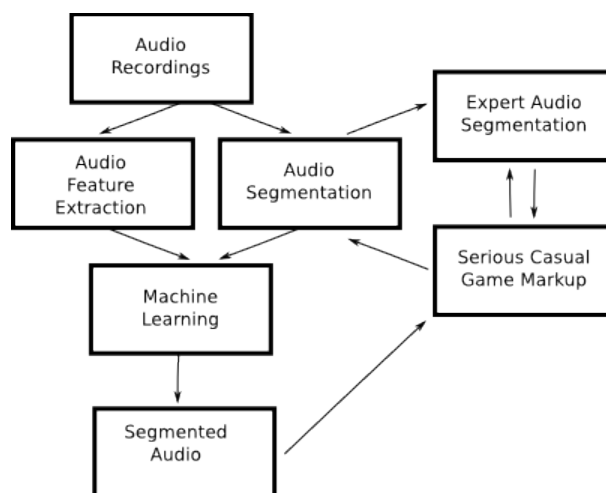 Audio
Recordings
Expert Audio
Segmentation
Audio
Feature
Extraction
Audio
Segmentation
Serious Casual
Game Markup
Machine
Learning
Segmented
Audio